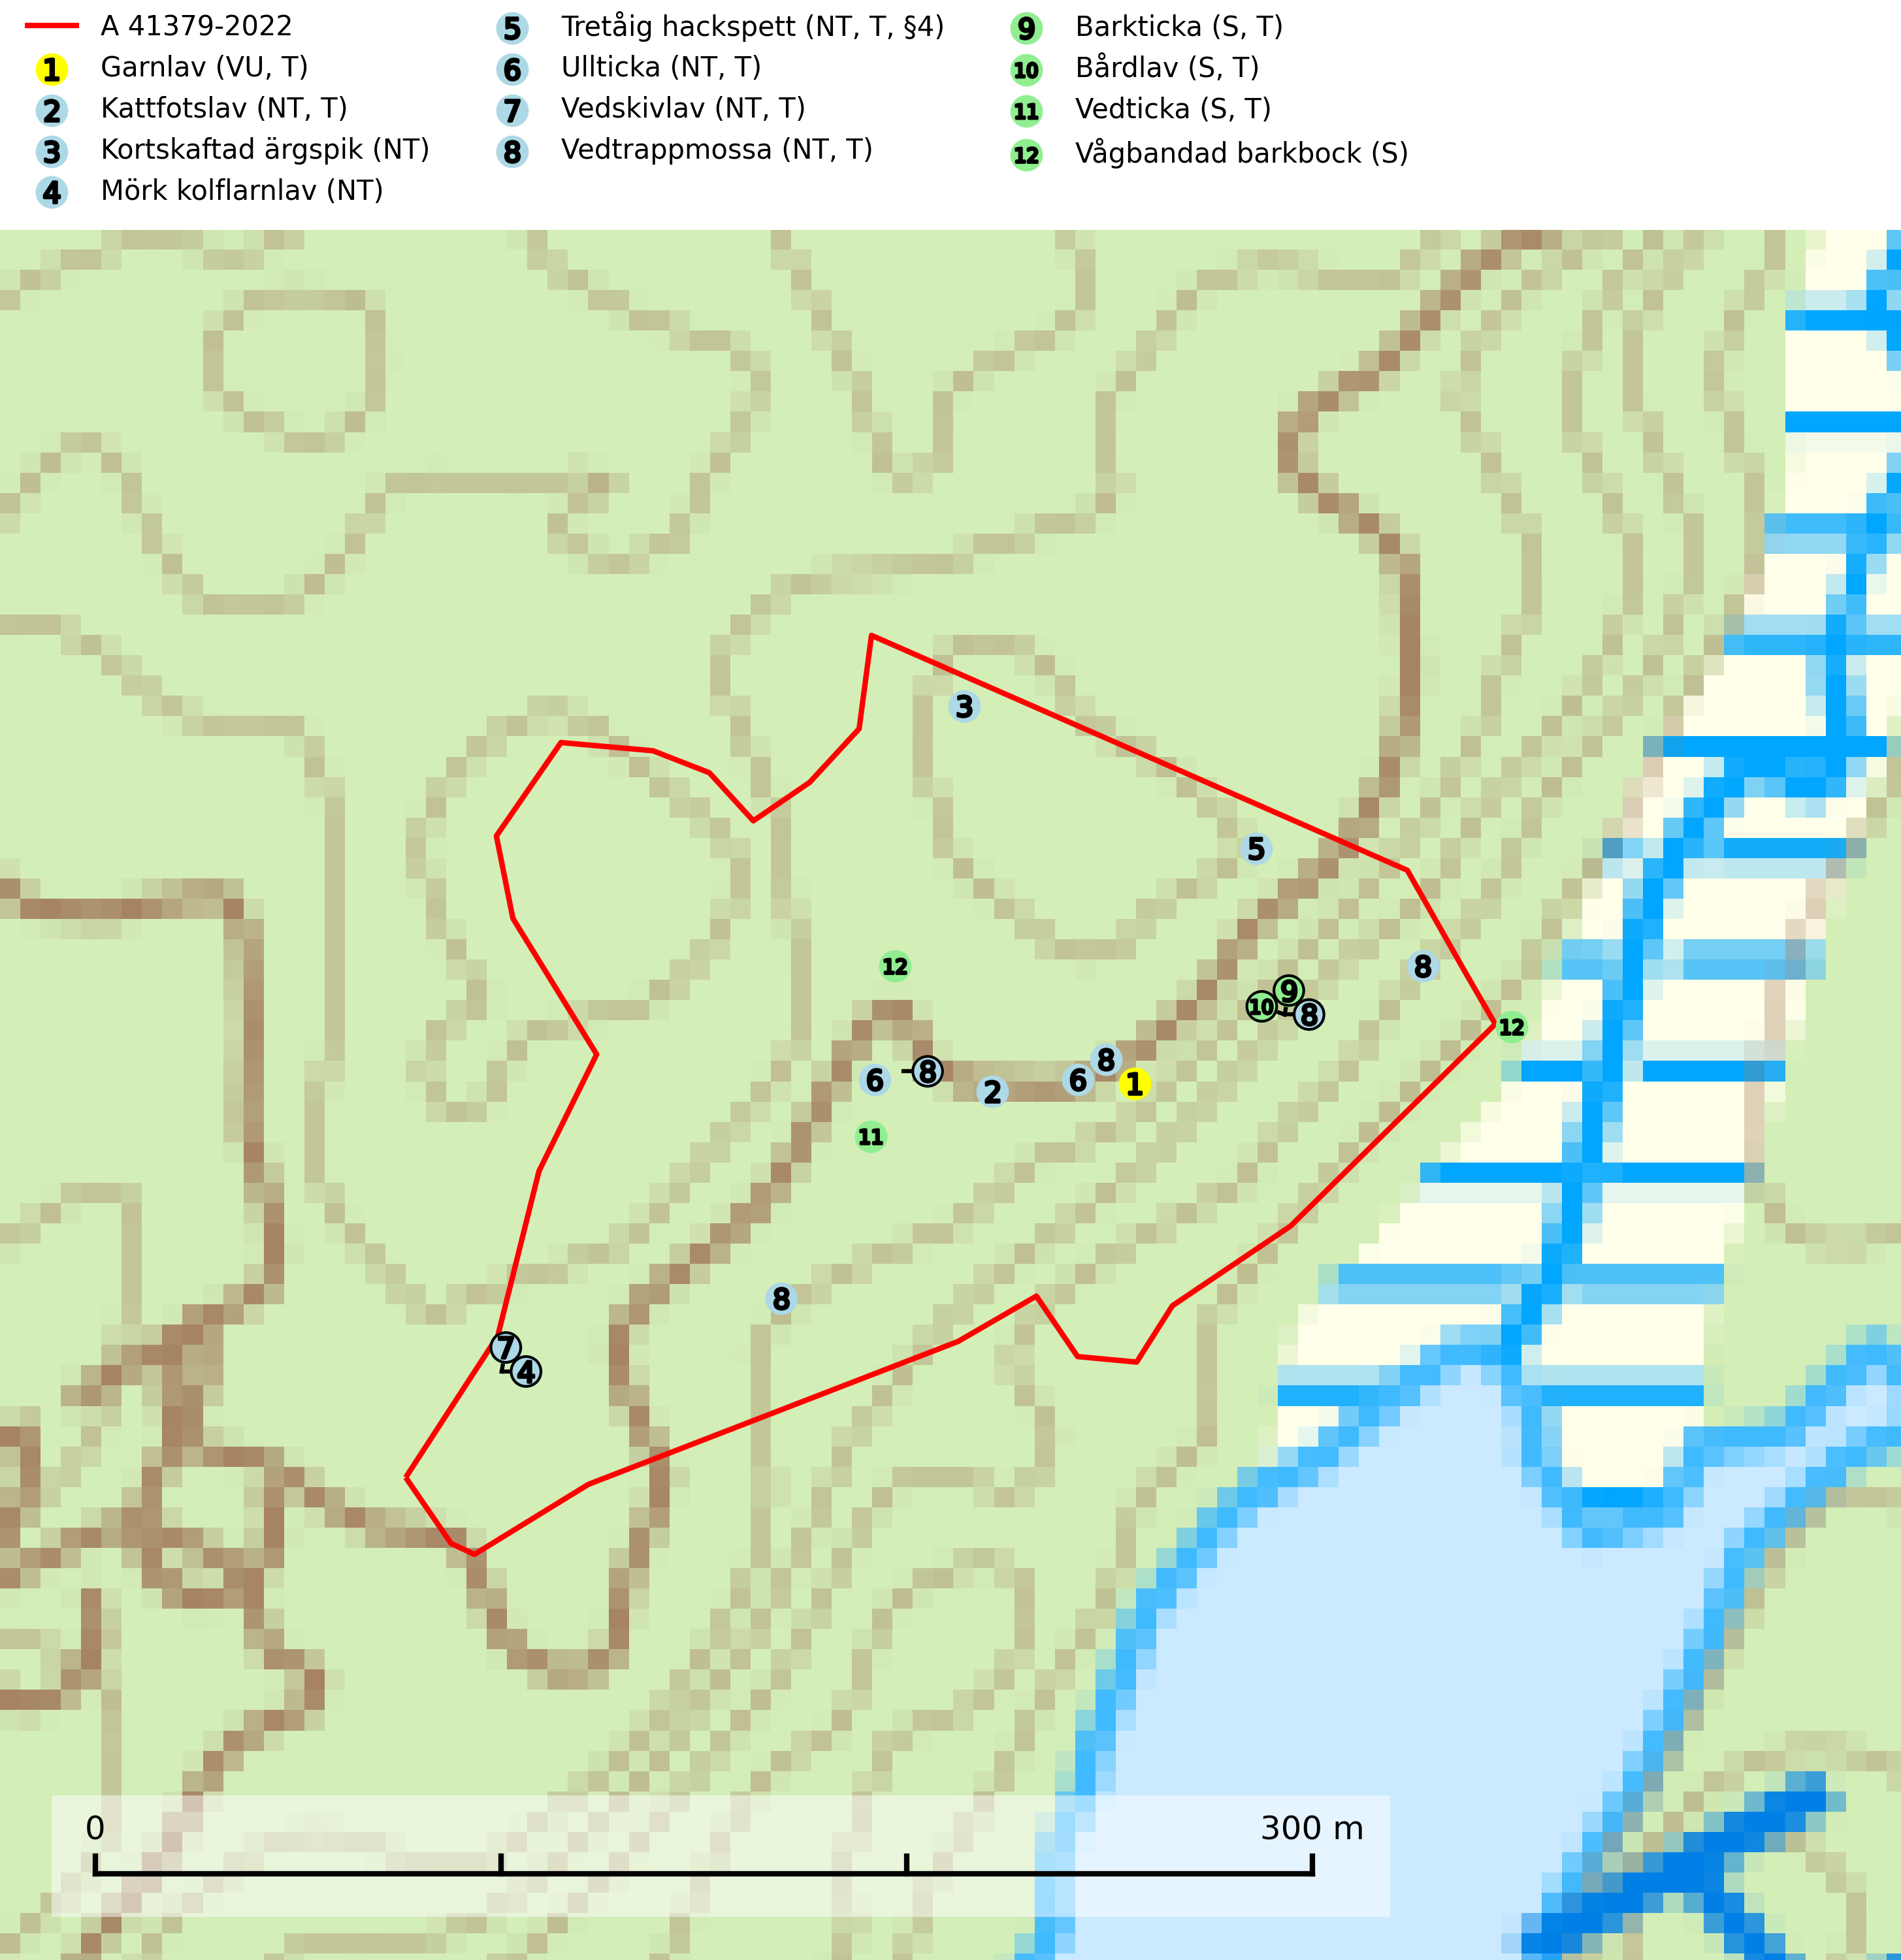 A 41379-2022
1 Garnlav (VU, T)
2 Kattfotslav (NT, T)
3 Kortskaftad ärgspik (NT)
4 Mörk kolflarnlav (NT)
5 Tretåig hackspett (NT, T, §4)
6 Ullticka (NT, T)
7 Vedskivlav (NT, T)
8 Vedtrappmossa (NT, T)
9 Barkticka (S, T)
10 Bårdlav (S, T)
11 Vedticka (S, T)
12 Vågbandad barkbock (S)
3
5
12
8
9
10
8
12
8
6
8
2
6
1
11
8
7
4
0
300 m